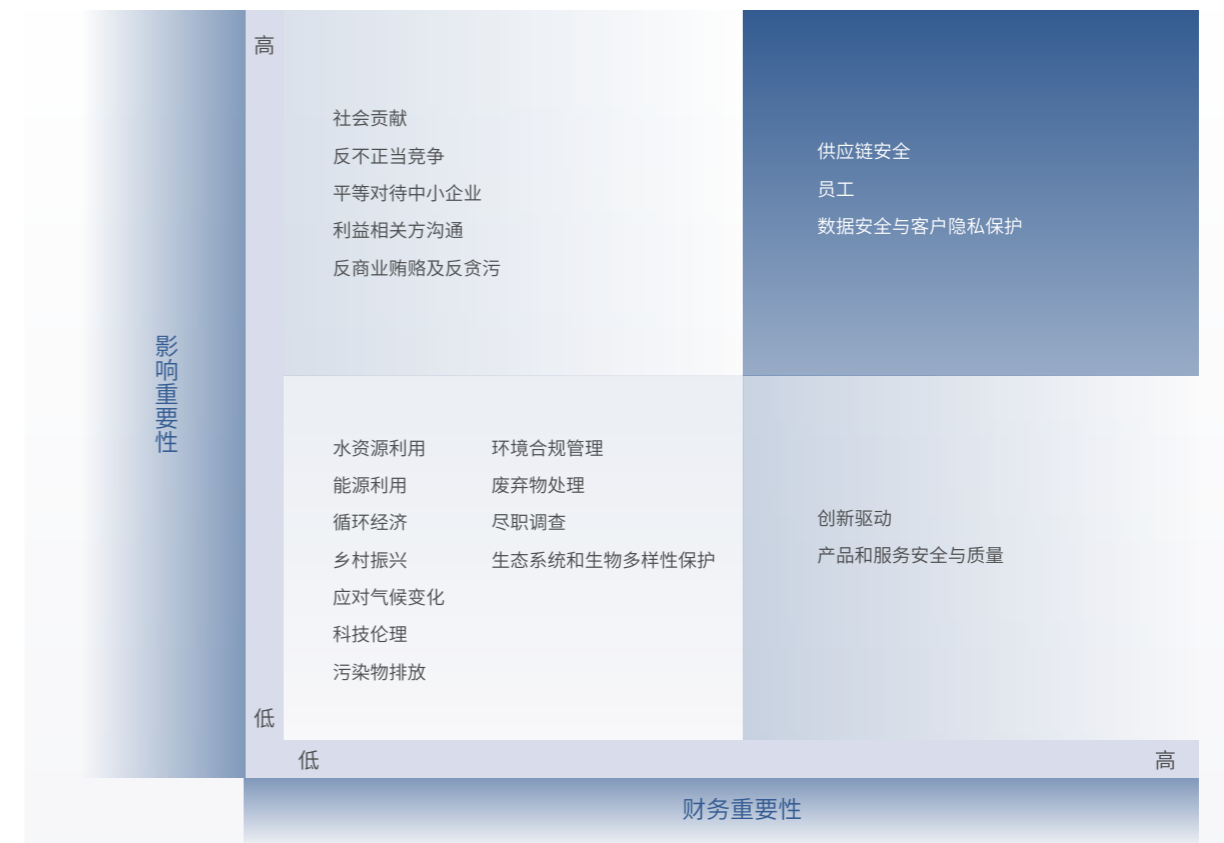 影响重要性
高
社会贡献
反不正当竞争
平等对待中小企业
利益相关方沟通
反商业贿赂及反贪污
供应链安全
员工
数据安全与客户隐私保护
水资源利用
能源利用
循环经济
乡村振兴
应对气候变化
科技伦理
污染物排放
环境合规管理
废弃物处理
尽职调查
生态系统和生物多样性保护
创新驱动
产品和服务安全与质量
低
低
高
财务重要性